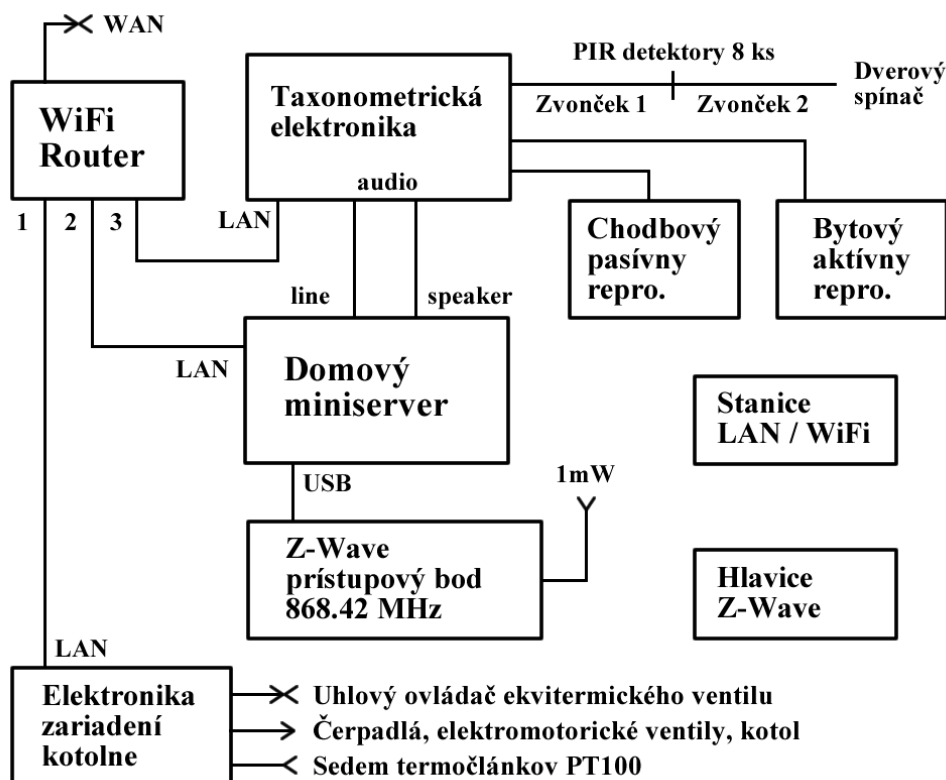 WAN
WiFi
Router
Taxonometrická
elektronika
audio
PIR detektory 8 ks
Zvonček 1
Zvonček 2
Dverový
spínač
1
2
3
LAN
Chodbový
pasívny
repro.
Bytový
aktívny
repro.
line
speaker
LAN
Domový
miniserver
Stanice
LAN / WiFi
USB
1mW
Z-Wave
prístupový bod
868.42 MHz
Hlavice
Z-Wave
LAN
Elektronika
zariadení
kotolne
Uhlový ovládač ekvitermického ventilu
Čerpadlá, elektromotorické ventily, kotol
Sedem termočlánkov PT100